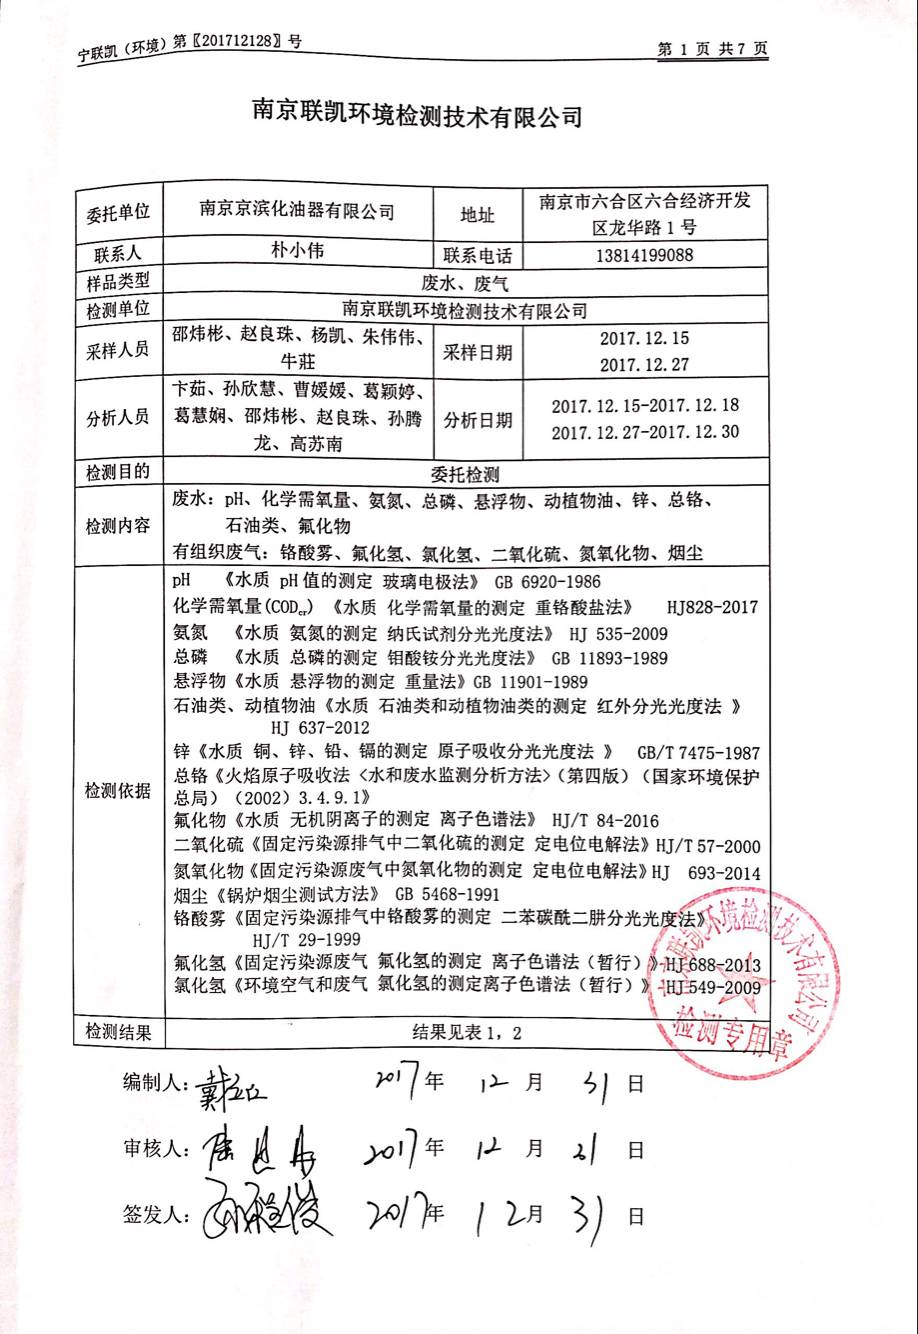 宁联凯（环境）第〖201712128〗号
第 1 页 共 7 页
南京联凯环境检测技术有限公司
委托单位 南京京滨化油器有限公司 地址 南京市六合区六合经济开发
区龙华路 1 号
联系人 朴小伟 联系电话 13814199088
样品类型 废水、废气
检测单位 南京联凯环境检测技术有限公司
采样人员 邵炜彬、赵良珠、杨凯、朱伟伟、
牛莊
采样日期 2017.12.15
2017.12.27
分析人员 卞茹、孙欣慧、曹媛媛、葛颖婷、
葛慧娴、邵炜彬、赵良珠、孙腾
龙、高苏南
分析日期 2017.12.15-2017.12.18
2017.12.27-2017.12.30
检测目的 委托检测
检测内容 废水：pH、化学需氧量、氨氮、总磷、悬浮物、动植物油、锌、总铬、
石油类、氟化物
有组织废气：铬酸雾、氟化氢、氯化氢、二氧化硫、氮氧化物、烟尘
检测依据
pH 《水质 pH 值的测定 玻璃电极法》 GB 6920-1986
化学需氧量(CODcr) 《水质 化学需氧量的测定 重铬酸盐法》 HJ828-2017
氨氮 《水质 氨氮的测定 纳氏试剂分光光度法》 HJ 535-2009
总磷 《水质 总磷的测定 钼酸铵分光光度法》 GB 11893-1989
悬浮物《水质 悬浮物的测定 重量法》GB 11901-1989
石油类、动植物油《水质 石油类和动植物油类的测定 红外分光光度法 》
HJ 637-2012
锌《水质 铜、锌、铅、镉的测定 原子吸收分光光度法 》 GB/T 7475-1987
总铬《火焰原子吸收法〈水和废水监测分析方法〉（第四版）（国家环境保护
总局）（2002）3.4.9.1》
氟化物《水质 无机阴离子的测定 离子色谱法》 HJ/T 84-2016
二氧化硫《固定污染源排气中二氧化硫的测定 定电位电解法》HJ/T 57-2000
氮氧化物《固定污染源废气中氮氧化物的测定 定电位电解法》HJ 693-2014
烟尘《锅炉烟尘测试方法》 GB 5468-1991
铬酸雾《固定污染源排气中铬酸雾的测定 二苯碳酰二肼分光光度法》
HJ/T 29-1999
氟化氢《固定污染源废气 氟化氢的测定 离子色谱法（暂行）》HJ 688-2013
氯化氢《环境空气和废气 氯化氢的测定离子色谱法（暂行）》 HJ 549-2009
检测结果 结果见表 1，2
南京联凯环境检测技术有限公司
检测专用章
编制人： 2017 年 12 月 31 日
审核人： 2017 年 12 月 31 日
签发人： 2017 年 12 月 31 日